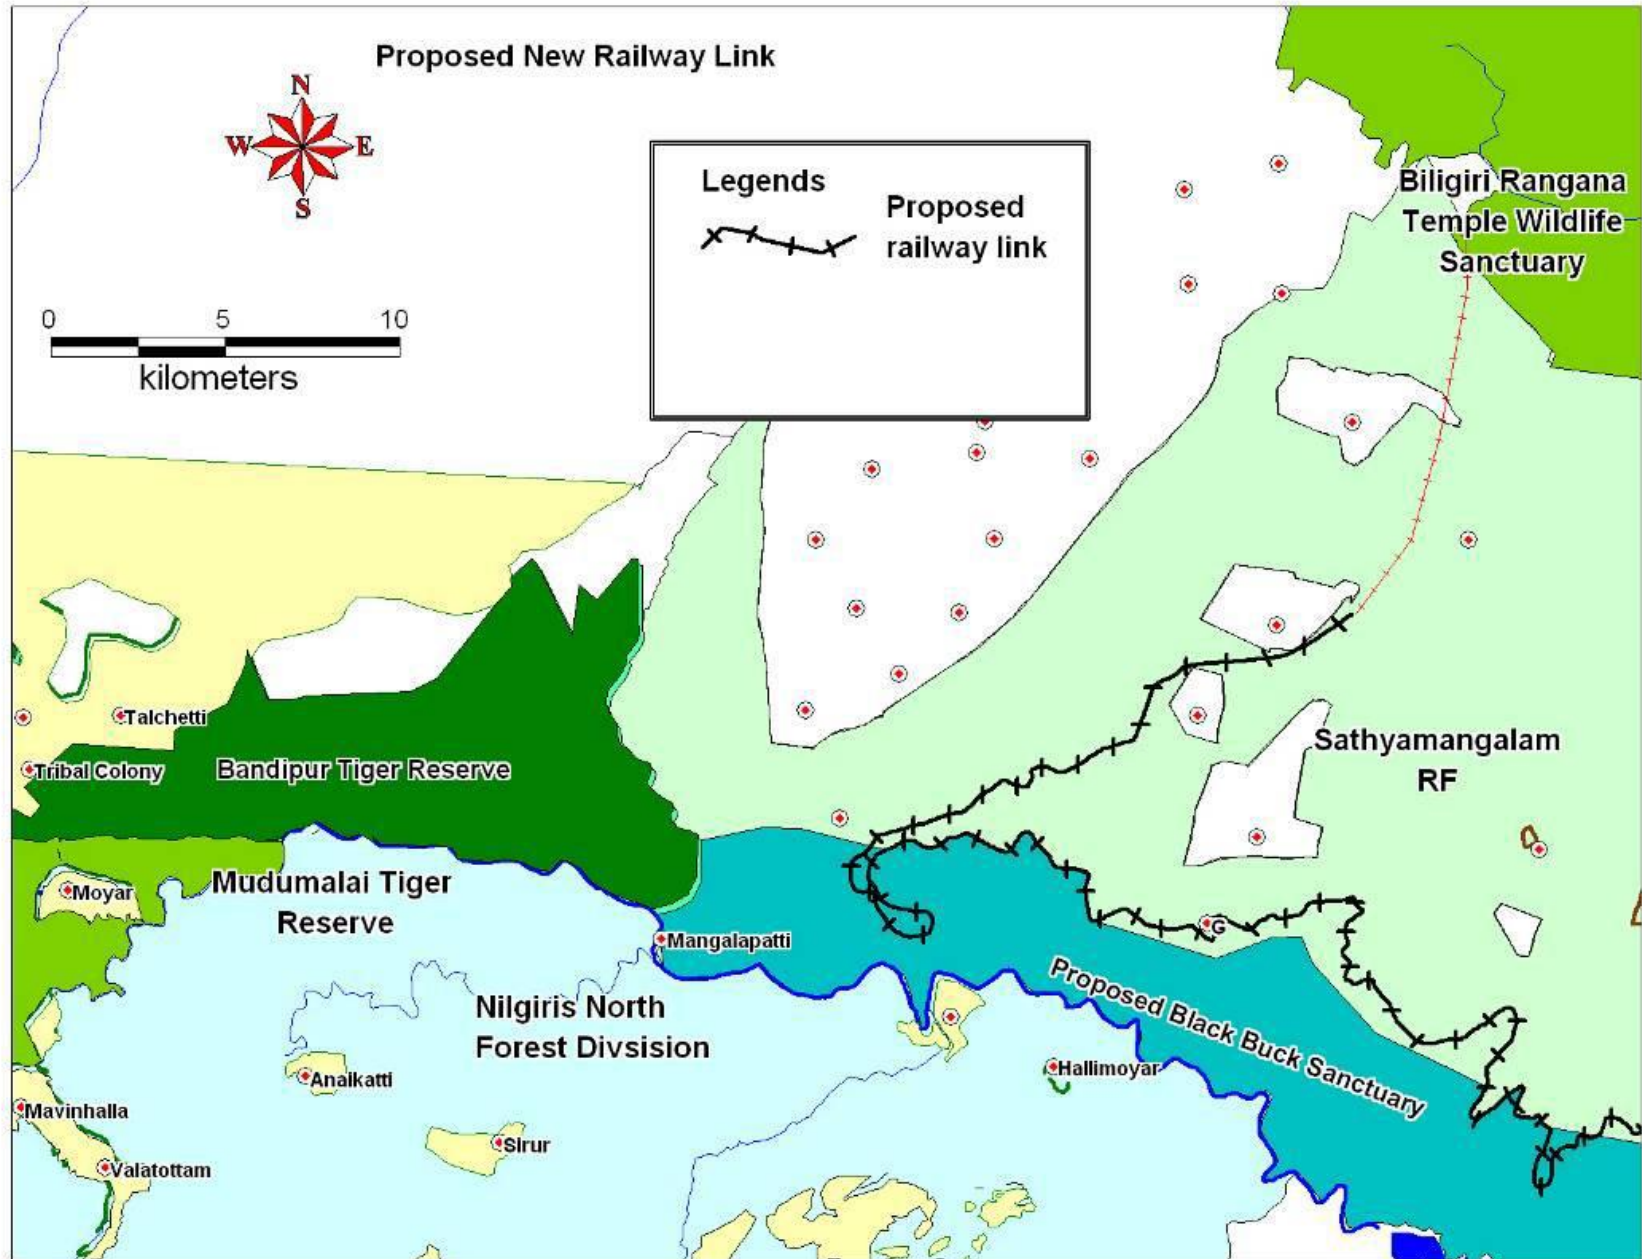 Proposed New Railway Link
N
W E
S
Legends
Proposed
railway link
0 5 10
kilometers
Biligiri Rangana
Temple Wildlife
Sanctuary
Talchetti
Tribal Colony
Bandipur Tiger Reserve
Sathyamangalam
RF
Moyar
Mudumalai Tiger
Reserve
G
Mangalapatti
Nilgiris North
Forest Divsision
Proposed Black Buck Sanctuary
Hallimoyar
Anaikatti
Mavinhalla
Sirur
Valatottam